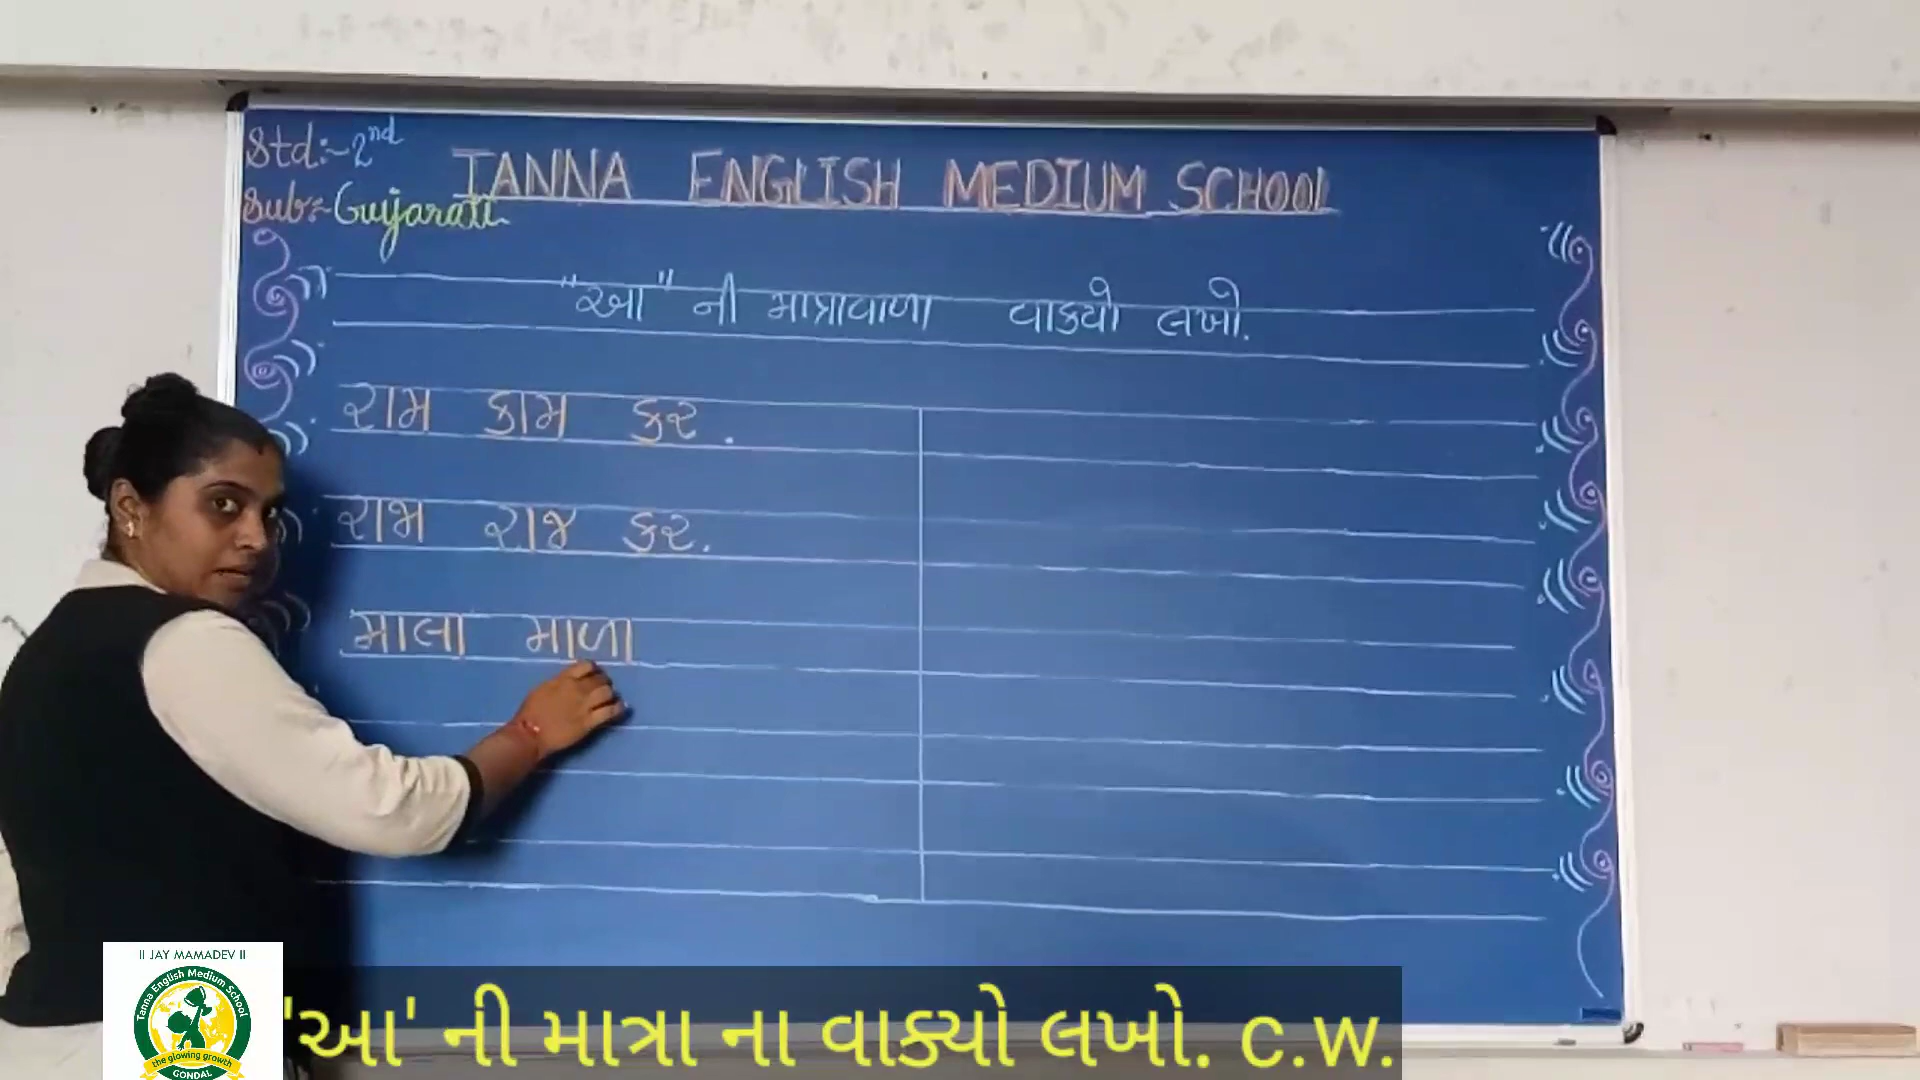 Std:-2nd
Sub:-Gujarati
TANNA ENGLISH MEDIUM SCHOOL
"આ" ની માત્રાવાળા વાક્યો લખો.
રામ કામ કર.
રામ રાજ કર.
માલા માળા
II JAY MAMADEV II
Tanna English Medium School
the glowing growth
GONDAL
'આ' ની માત્રા ના વાક્યો લખો. C.W.